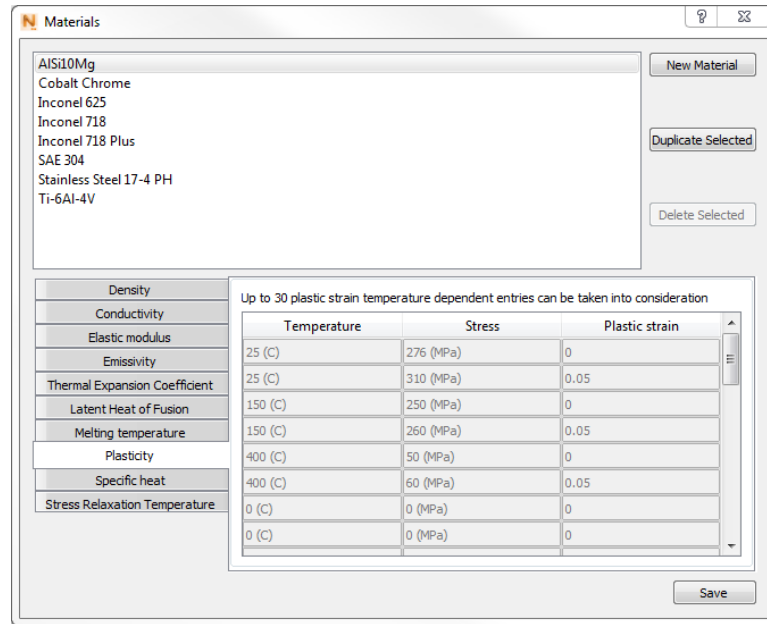 Materials
AlSi10Mg
Cobalt Chrome
Inconel 625
Inconel 718
Inconel 718 Plus
SAE 304
Stainless Steel 17-4 PH
Ti-6Al-4V
New Material
Duplicate Selected
Delete Selected
Density
Conductivity
Elastic modulus
Emissivity
Thermal Expansion Coefficient
Latent Heat of Fusion
Melting temperature
Plasticity
Specific heat
Stress Relaxation Temperature
Up to 30 plastic strain temperature dependent entries can be taken into consideration
Temperature Stress Plastic strain
25 (C) 276 (MPa) 0
25 (C) 310 (MPa) 0.05
150 (C) 250 (MPa) 0
150 (C) 260 (MPa) 0.05
400 (C) 50 (MPa) 0
400 (C) 60 (MPa) 0.05
0 (C) 0 (MPa) 0
0 (C) 0 (MPa) 0
Save